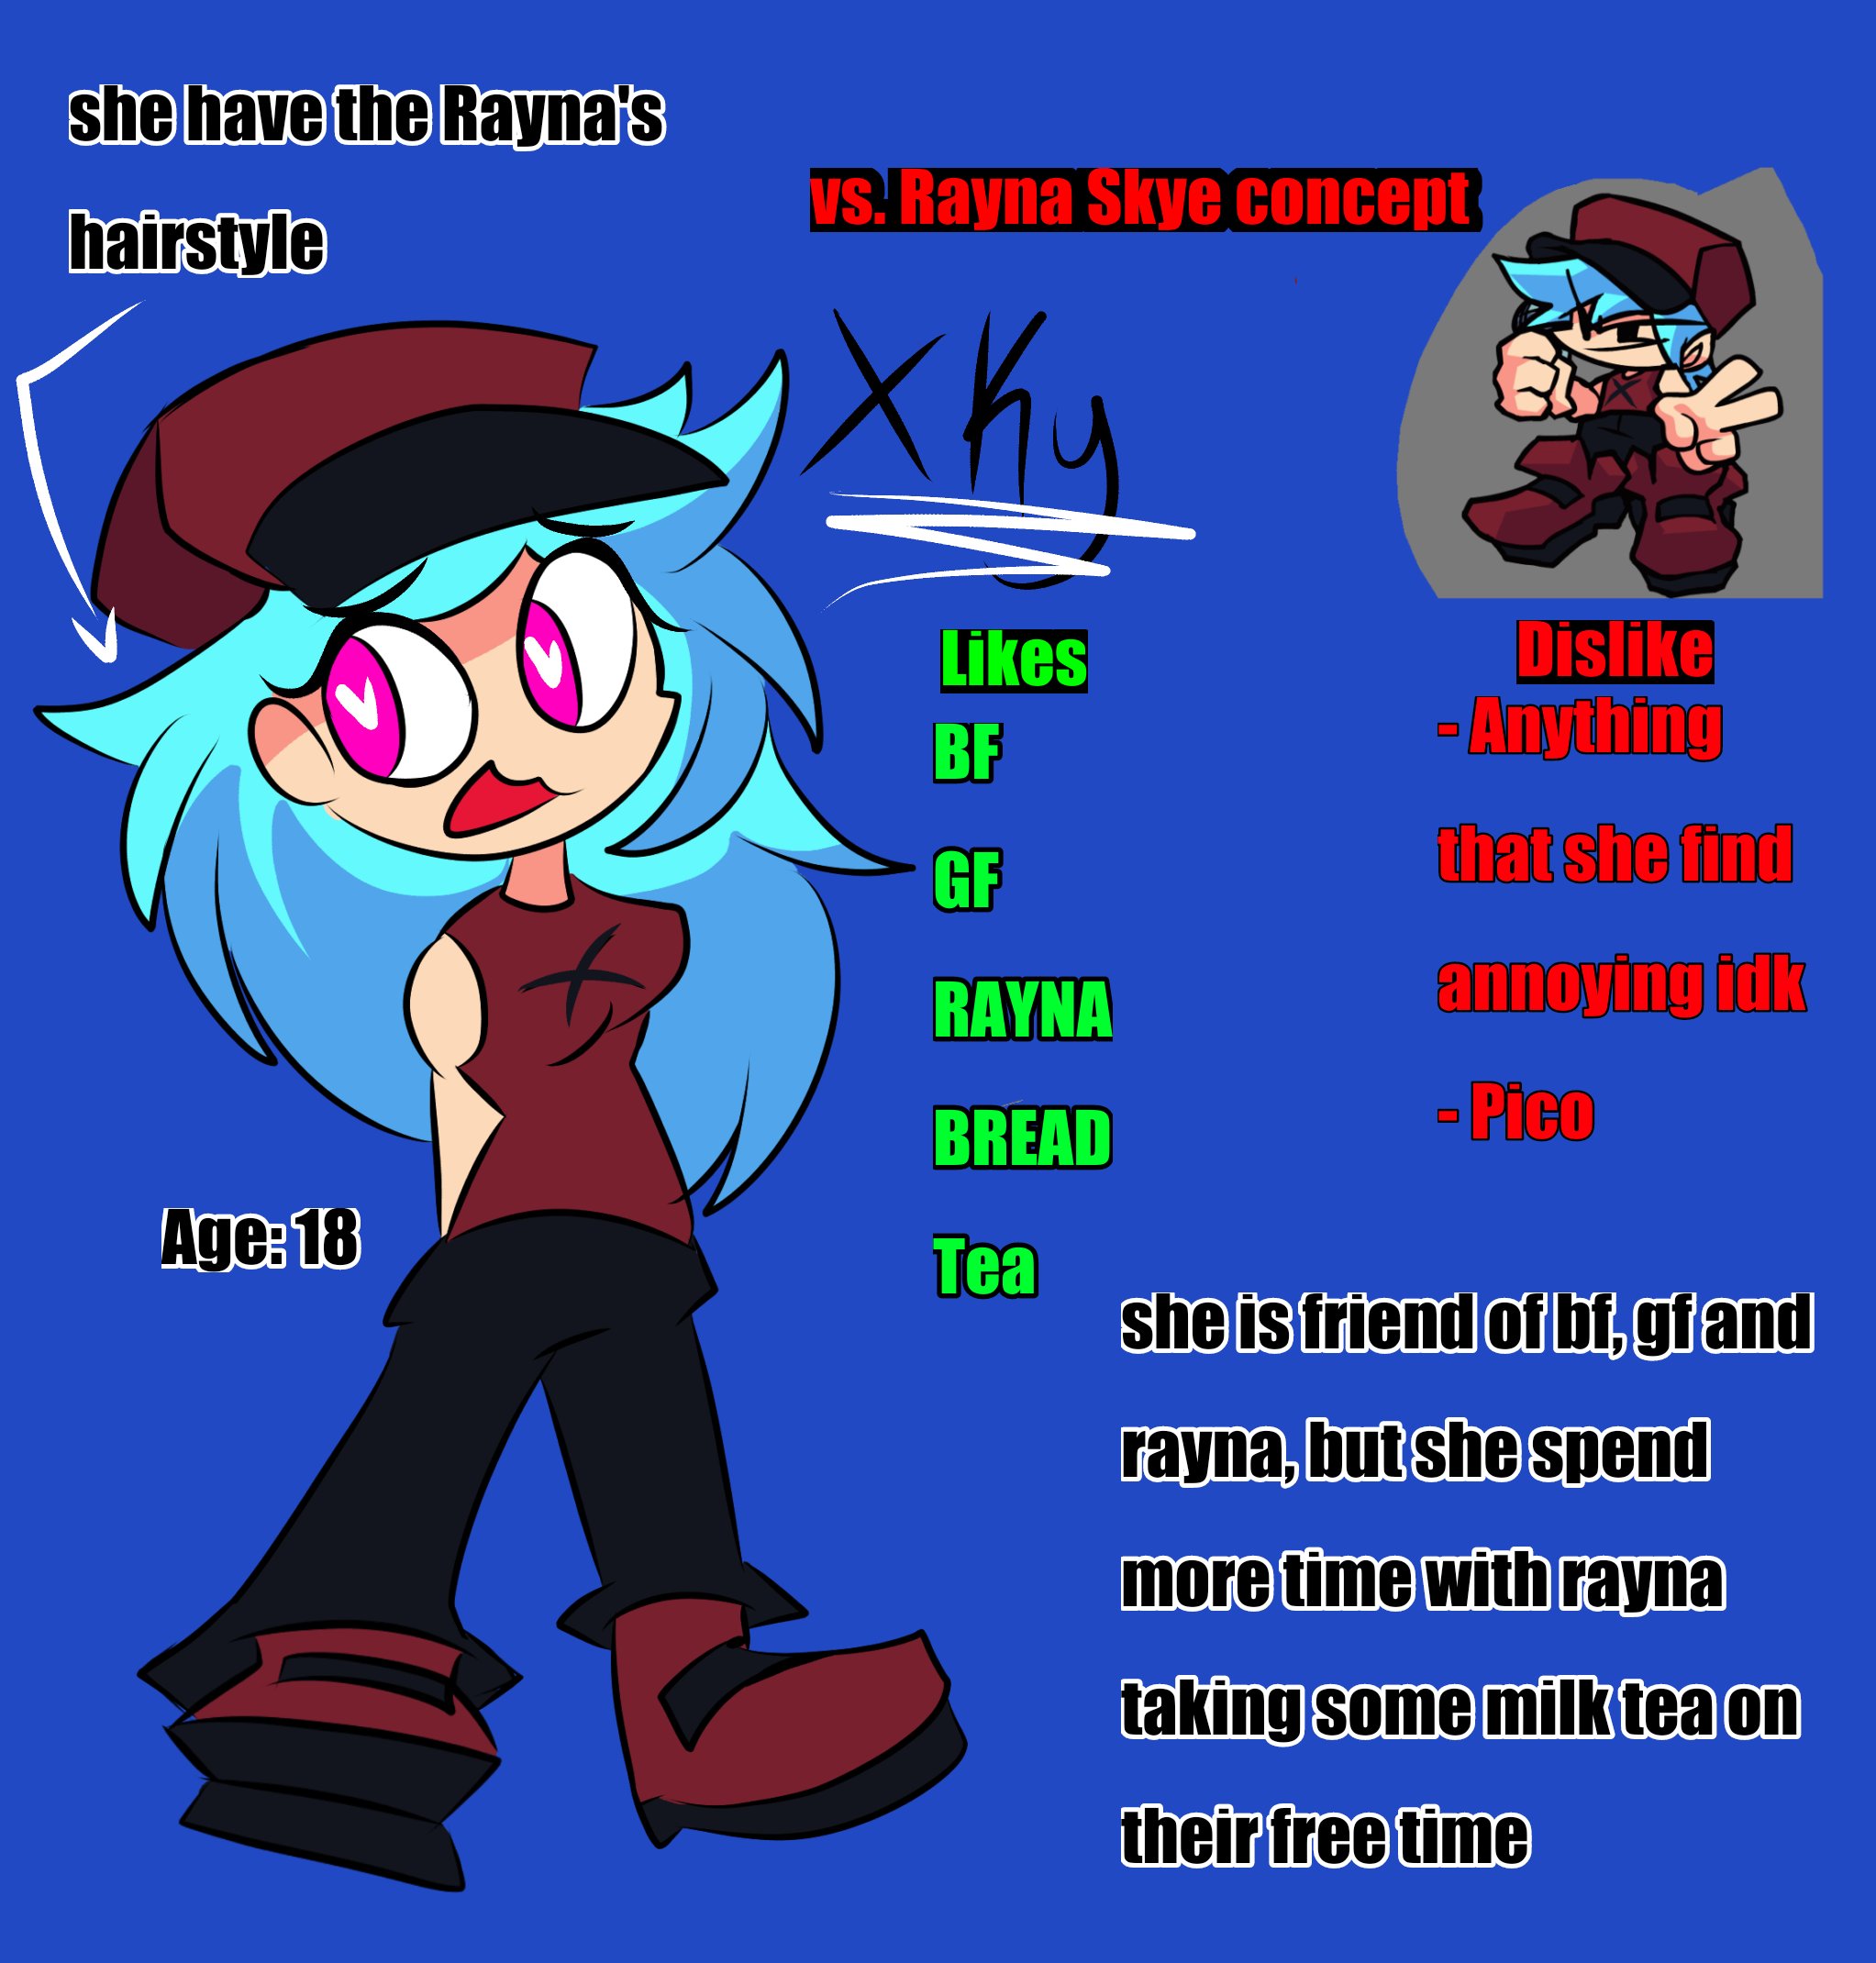 she have the Rayna's
hairstyle
vs. Rayna Skye concept
XKy
Likes
BF
GF
RAYNA
BREAD
Tea
Dislike
- Anything
that she find
annoying idk
- Pico
Age: 18
she is friend of bf, gf and
rayna, but she spend
more time with rayna
taking some milk tea on
their free time